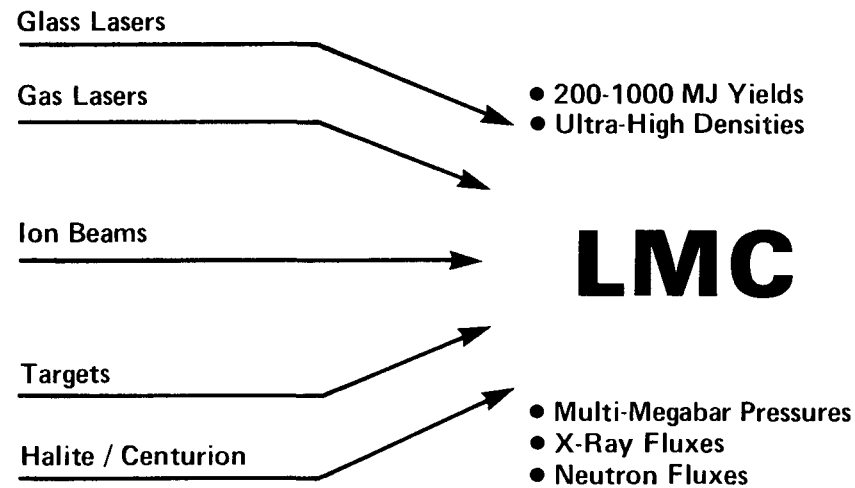 Glass Lasers
Gas Lasers
Ion Beams
Targets
Halite / Centurion
● 200-1000 MJ Yields
● Ultra-High Densities
LMC
● Multi-Megabar Pressures
● X-Ray Fluxes
● Neutron Fluxes